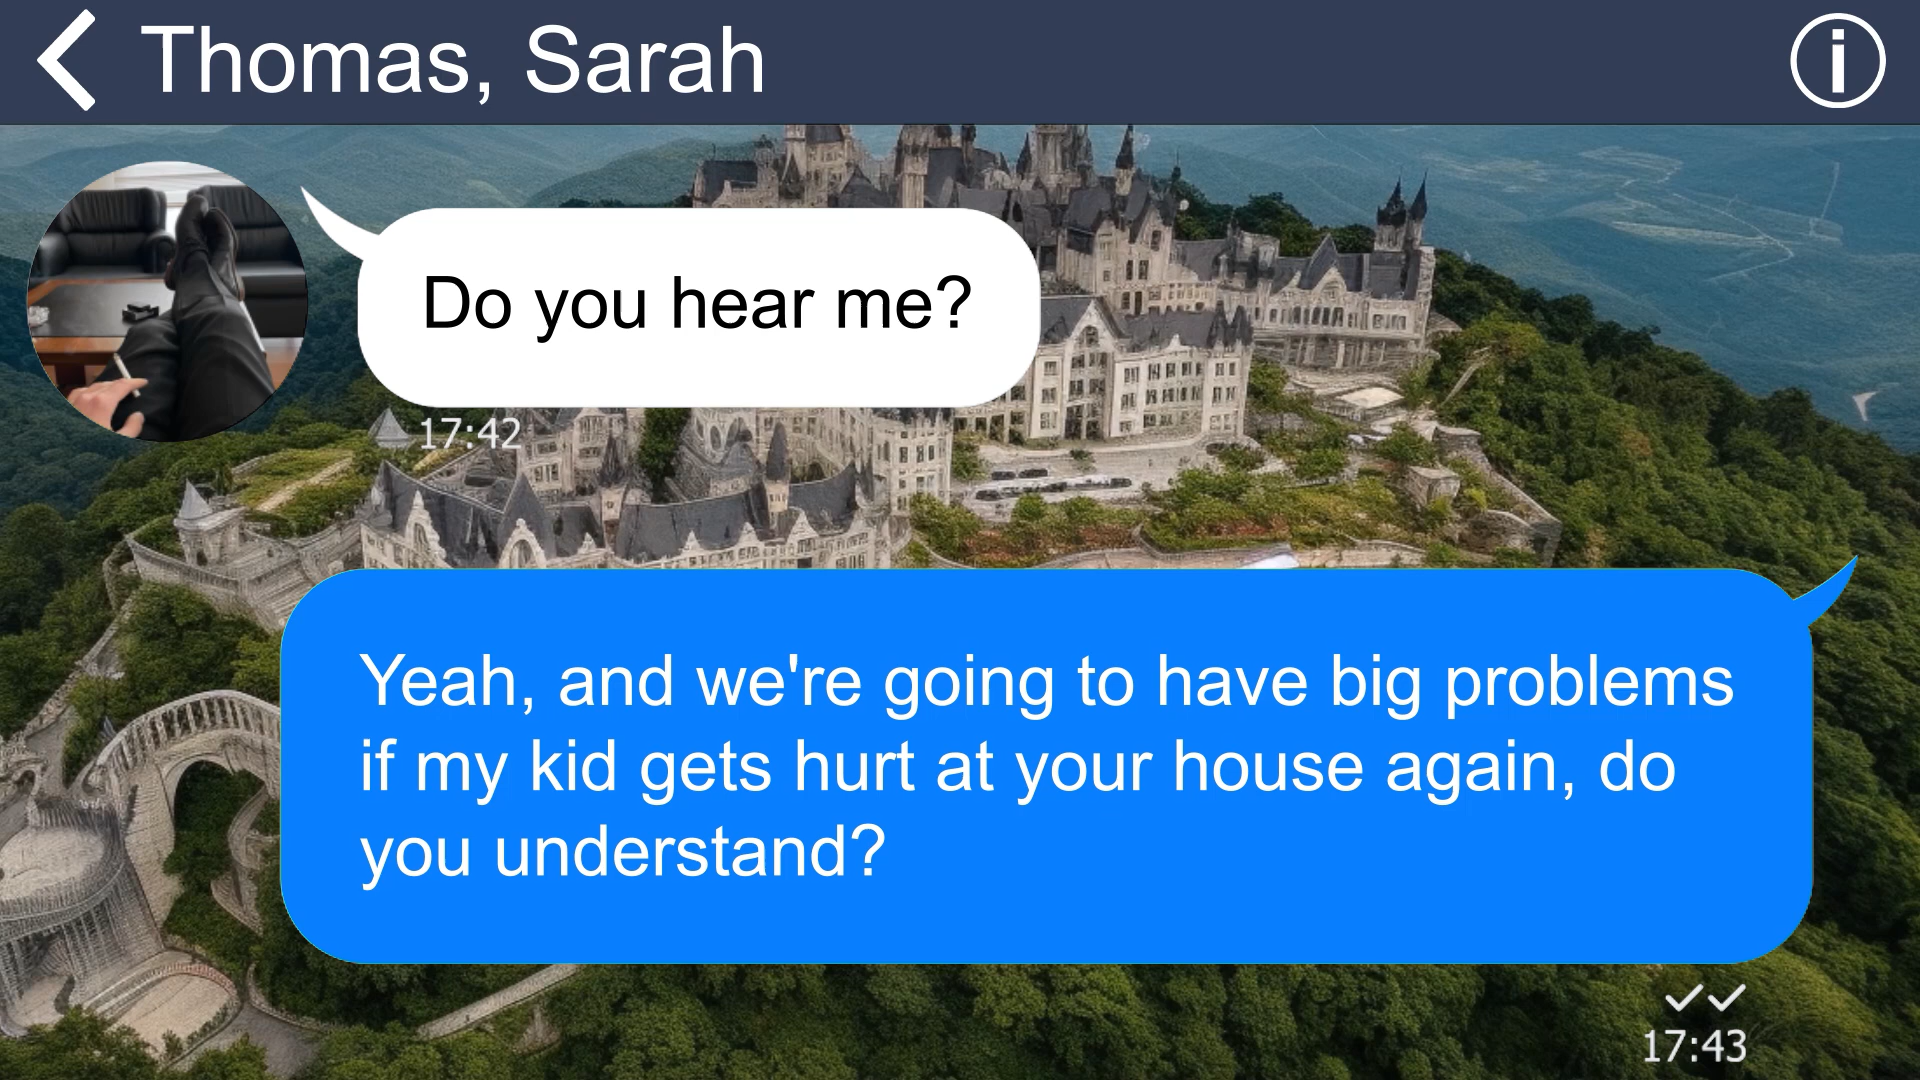 Thomas, Sarah
Do you hear me?
17:42
Yeah, and we're going to have big problems
if my kid gets hurt at your house again, do
you understand?
17:43